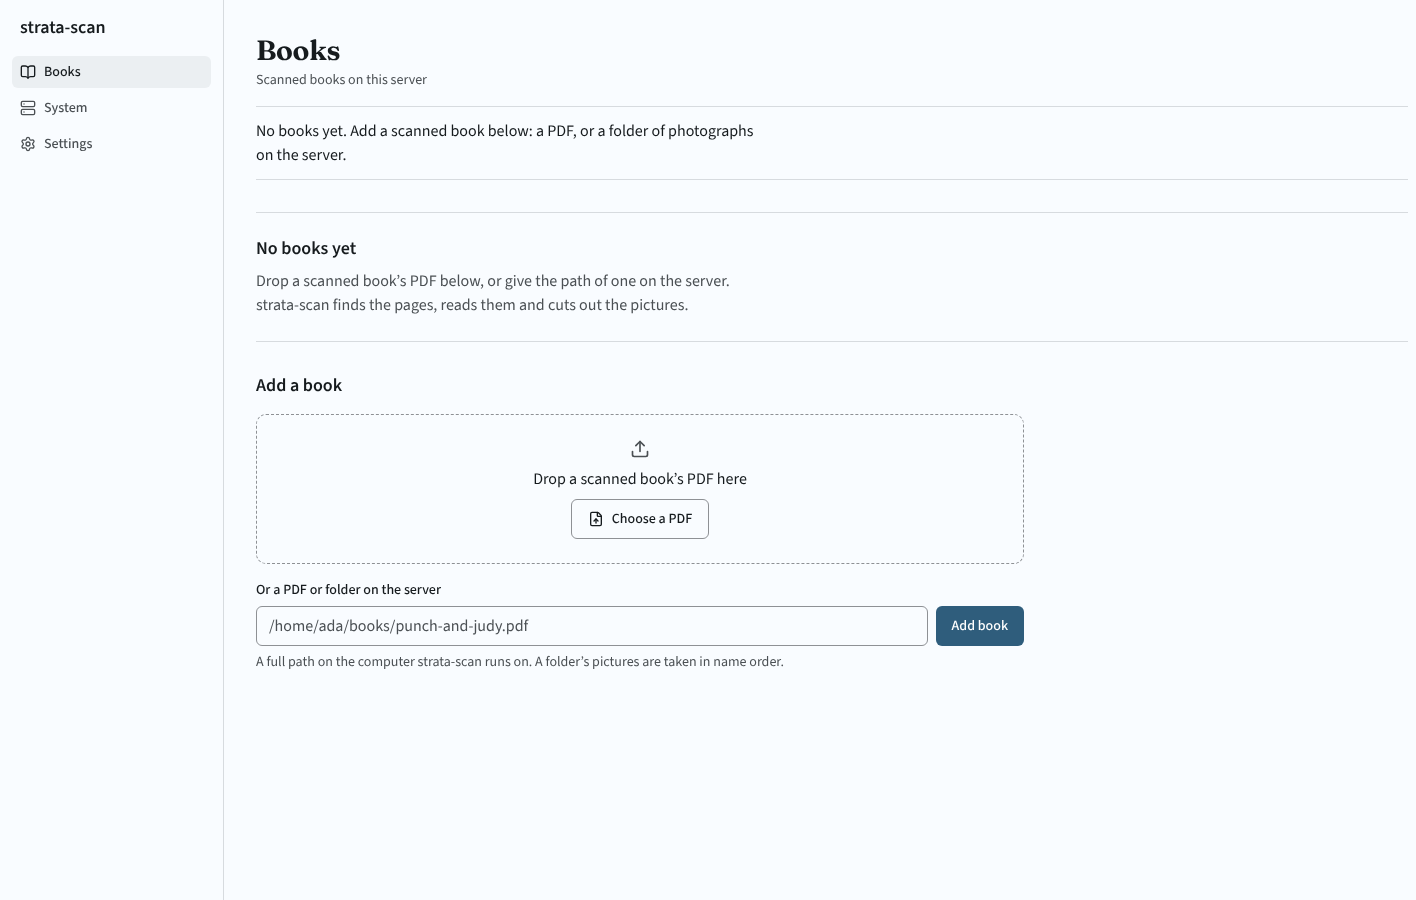 strata-scan
Books
System
Settings
Books
Scanned books on this server
No books yet. Add a scanned book below: a PDF, or a folder of photographs
on the server.
No books yet
Drop a scanned book’s PDF below, or give the path of one on the server.
strata-scan finds the pages, reads them and cuts out the pictures.
Add a book
Drop a scanned book’s PDF here
Choose a PDF
Or a PDF or folder on the server
/home/ada/books/punch-and-judy.pdf
Add book
A full path on the computer strata-scan runs on. A folder’s pictures are taken in name order.